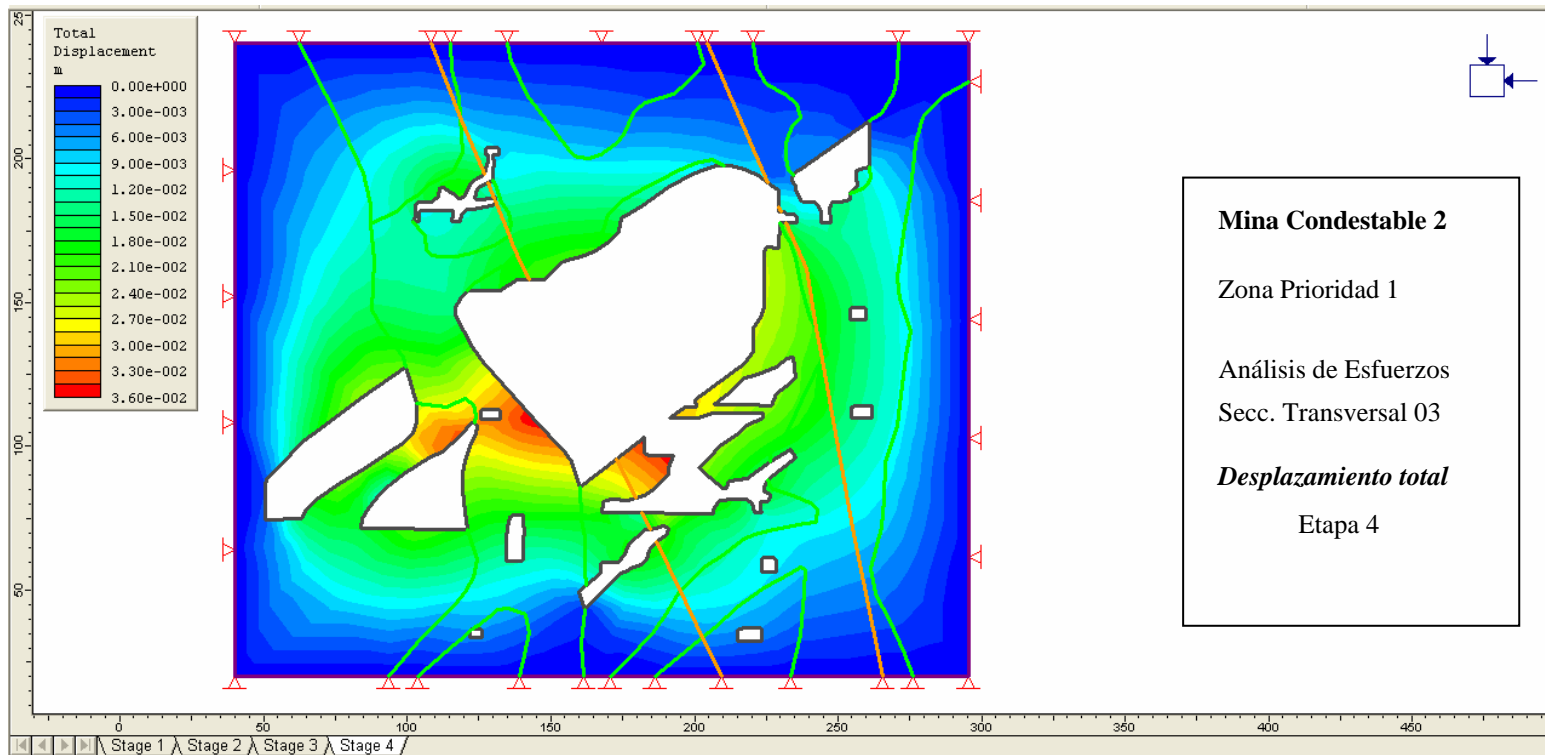 Total
Displacement
m
0.00e+000
3.00e-003
6.00e-003
9.00e-003
1.20e-002
1.50e-002
1.80e-002
2.10e-002
2.40e-002
2.70e-002
3.00e-002
3.30e-002
3.60e-002
25
200
150
100
50
0
50
100
150
200
250
300
350
400
450
Mina Condestable 2
Zona Prioridad 1
Análisis de Esfuerzos
Secc. Transversal 03
Desplazamiento total
Etapa 4
Stage 1
Stage 2
Stage 3
Stage 4